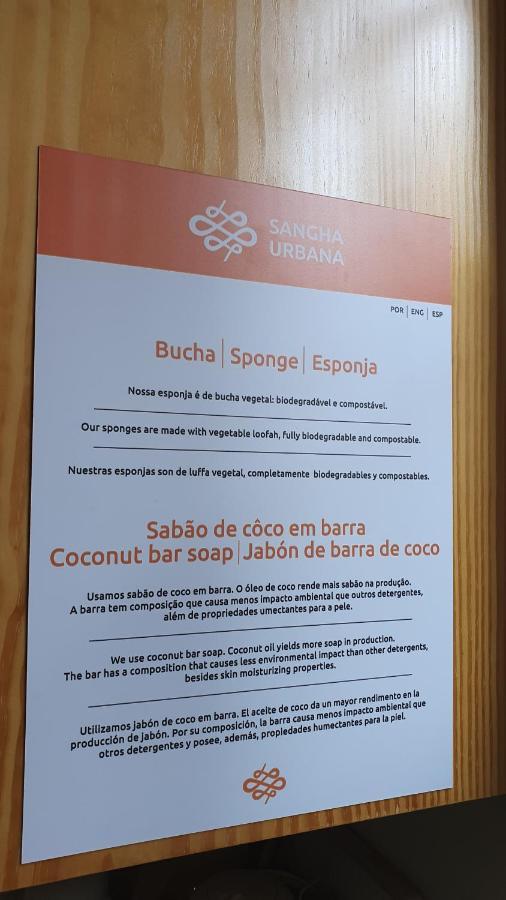 SANGHA
URBANA
POR | ENG | ESP
Bucha | Sponge | Esponja
Nossa esponja é de bucha vegetal: biodegradável e compostável.
Our sponges are made with vegetable loofah, fully biodegradable and compostable.
Nuestras esponjas son de luffa vegetal, completamente biodegradables y compostables.
Sabão de côco em barra
Coconut bar soap | Jabón de barra de coco
Usamos sabão de coco em barra. O óleo de coco rende mais sabão na produção.
A barra tem composição que causa menos impacto ambiental que outros detergentes,
além de propriedades umectantes para a pele.
We use coconut bar soap. Coconut oil yields more soap in production.
The bar has a composition that causes less environmental impact than other detergents,
besides skin moisturizing properties.
Utilizamos jabón de coco em barra. El aceite de coco da un mayor rendimento en la
producción de jabón. Por su composición, la barra causa menos impacto ambiental que
otros detergentes y posee, además, propiedades humectantes para la piel.